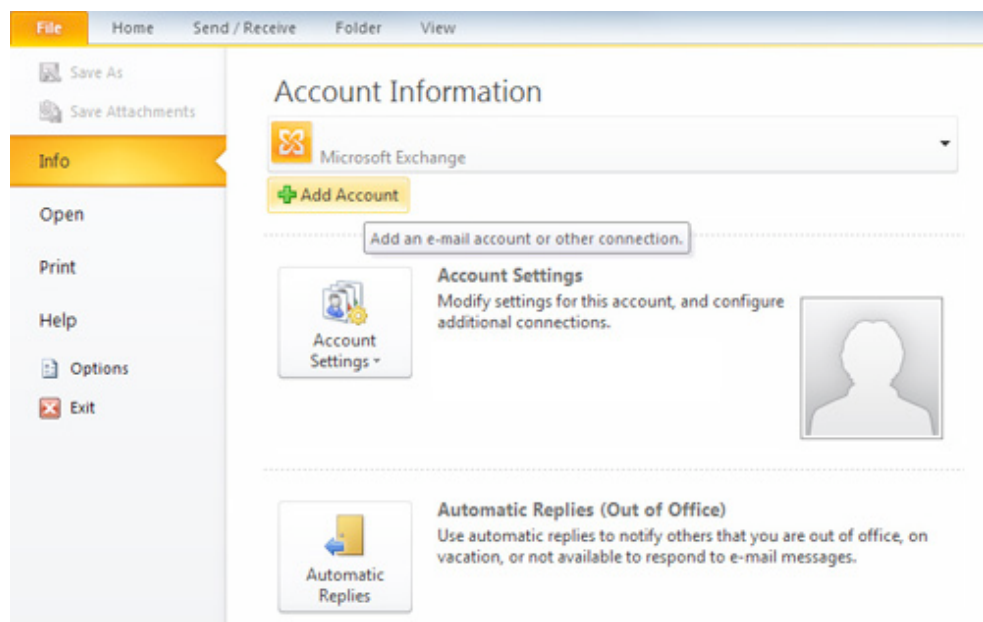 File Home Send / Receive Folder View
Save As
Save Attachments
Info
Open
Print
Help
Options
Exit
Account Information
Microsoft Exchange
Add Account
Add an e-mail account or other connection.
Account
Settings
Account Settings
Modify settings for this account, and configure
additional connections.
Automatic
Replies
Automatic Replies (Out of Office)
Use automatic replies to notify others that you are out of office, on
vacation, or not available to respond to e-mail messages.